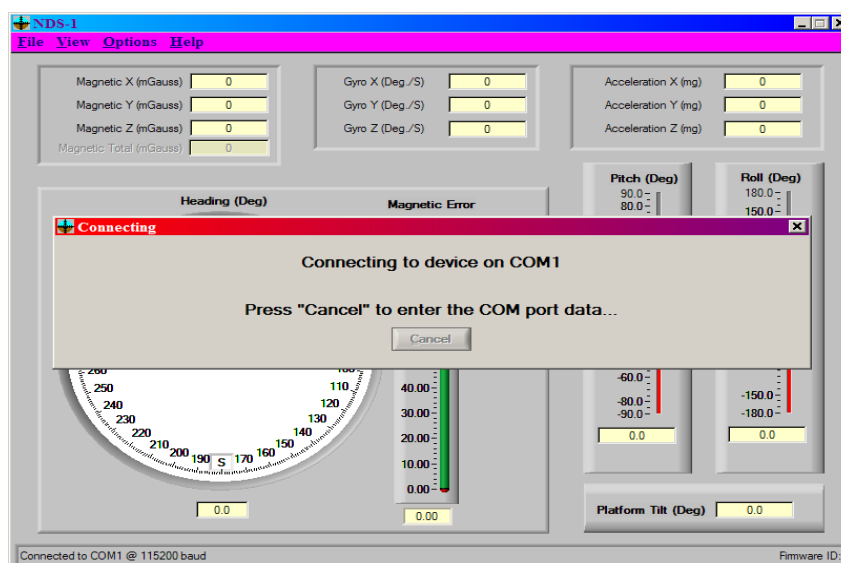 NDS-1
File View Options Help
Magnetic X (mGauss) 0
Magnetic Y (mGauss) 0
Magnetic Z (mGauss) 0
Magnetic Total (mGauss) 0
Gyro X (Deg./S) 0
Gyro Y (Deg./S) 0
Gyro Z (Deg./S) 0
Acceleration X (mg) 0
Acceleration Y (mg) 0
Acceleration Z (mg) 0
Heading (Deg)
Magnetic Error
Pitch (Deg)
90.0
80.0
Roll (Deg)
180.0
150.0
Connecting
Connecting to device on COM1
Press "Cancel" to enter the COM port data...
Cancel
260
250
240
230
220
210
200
190
S
170
160
150
140
130
120
110
0.0
40.00
30.00
20.00
10.00
0.00
0.00
-60.0
-80.0
-90.0
0.0
-150.0
-180.0
0.0
Platform Tilt (Deg) 0.0
Connected to COM1 @ 115200 baud
Firmware ID: